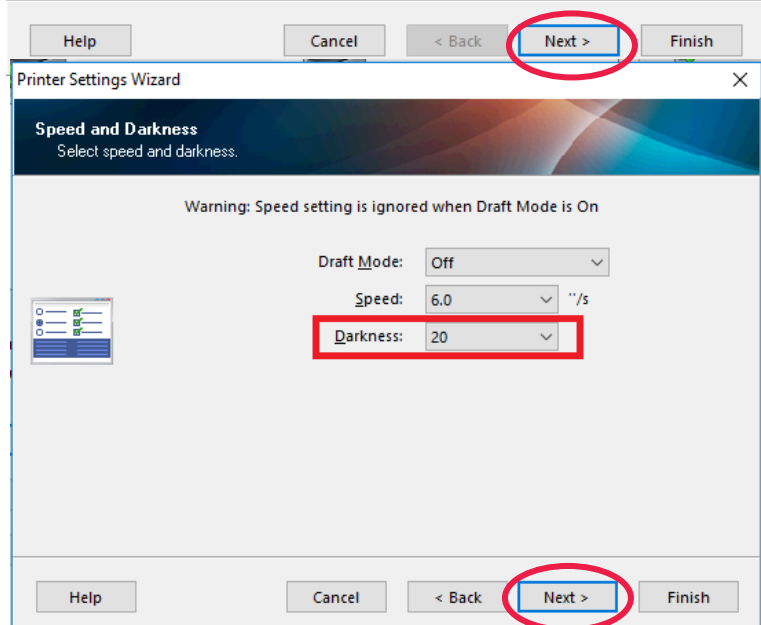 Help Cancel < Back Next > Finish
Printer Settings Wizard
Speed and Darkness
Select speed and darkness.
Warning: Speed setting is ignored when Draft Mode is On
Draft Mode: Off
Speed: 6.0 "/s
Darkness: 20
Help Cancel < Back Next > Finish